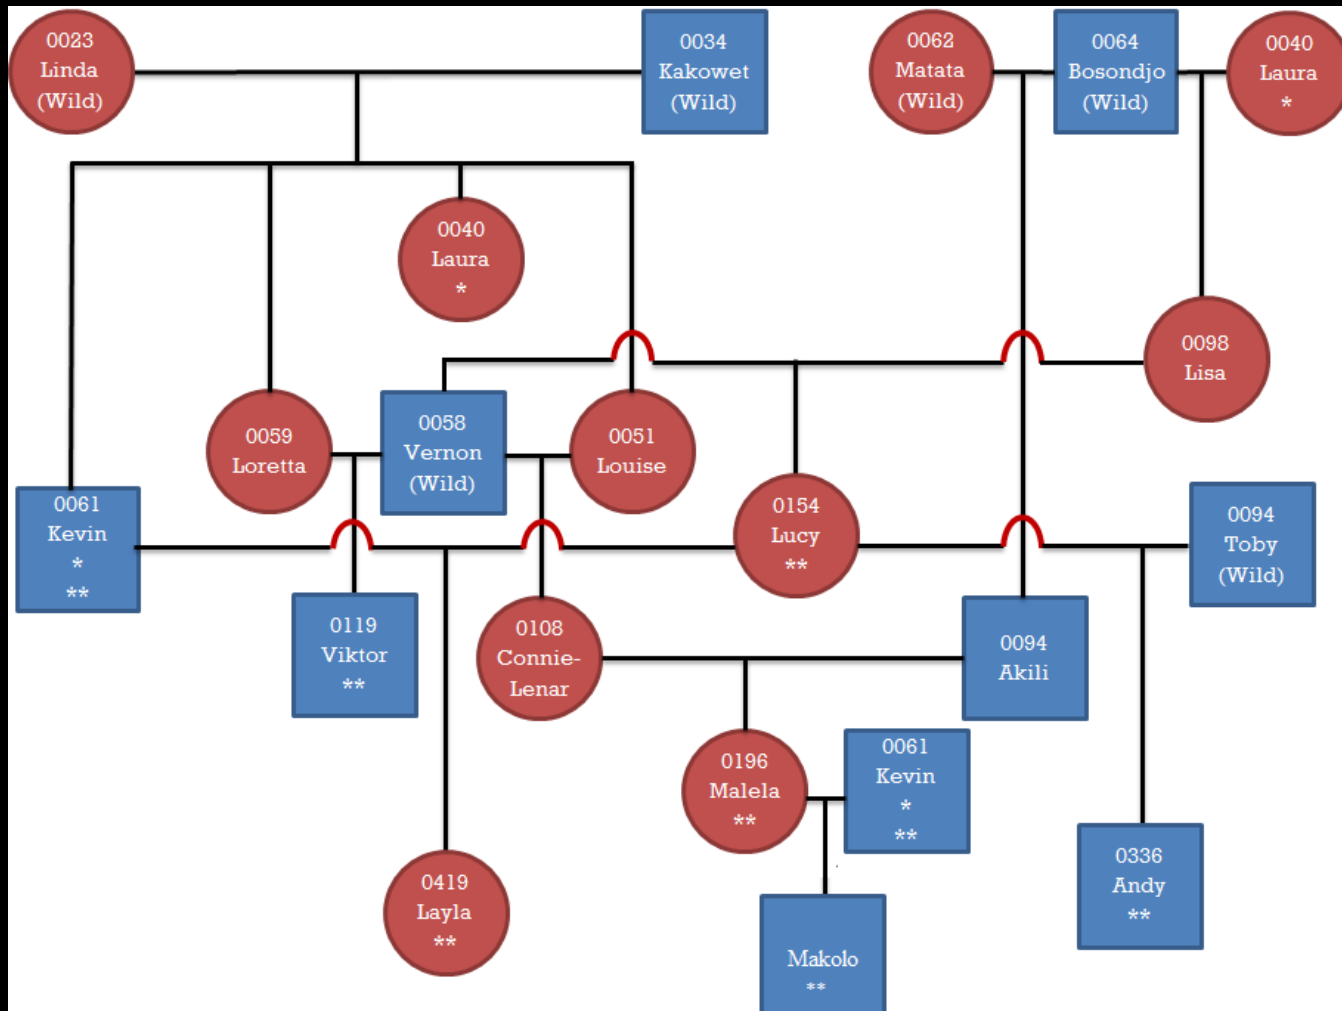 0023
Linda
(Wild)
0034
Kakowet
(Wild)
0062
Matata
(Wild)
0064
Bosondjo
(Wild)
0040
Laura
*
0040
Laura
*
0098
Lisa
0059
Loretta
0058
Vernon
(Wild)
0051
Louise
0061
Kevin
*
**
0154
Lucy
**
0094
Toby
(Wild)
0119
Viktor
**
0108
Connie-
Lenar
0094
Akili
0196
Malela
**
0061
Kevin
*
**
0419
Layla
**
0336
Andy
**
Makolo
**